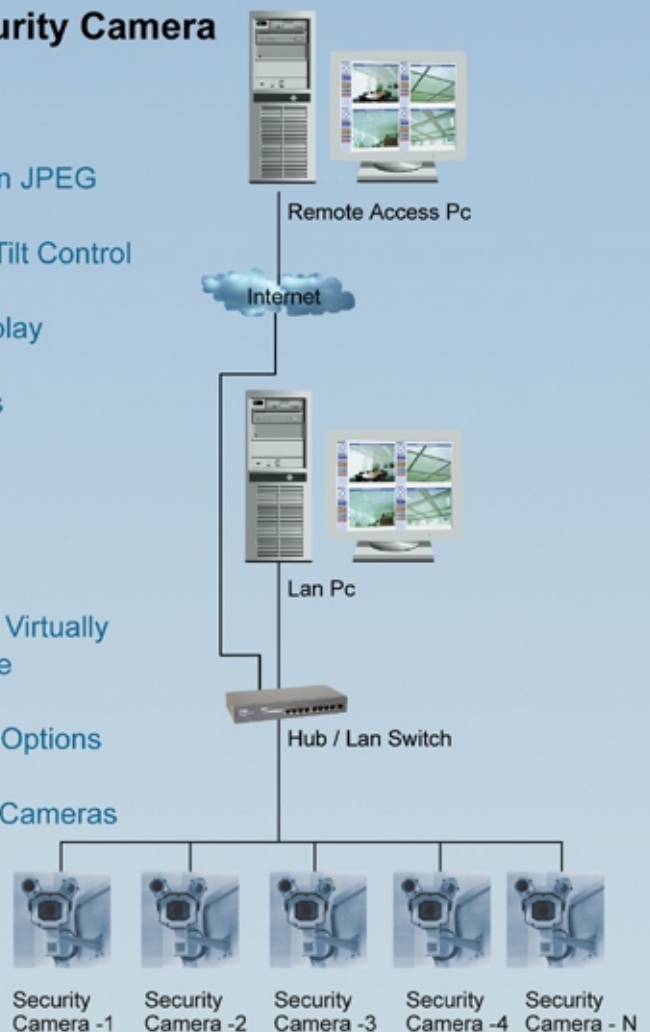 urity Camera
n JPEG
Remote Access Pc
Tilt Control
Internet
play
s
Lan Pc
Virtually
e
Options
Hub / Lan Switch
Cameras
Security Camera -1
Security Camera -2
Security Camera -3
Security Camera -4
Security Camera - N